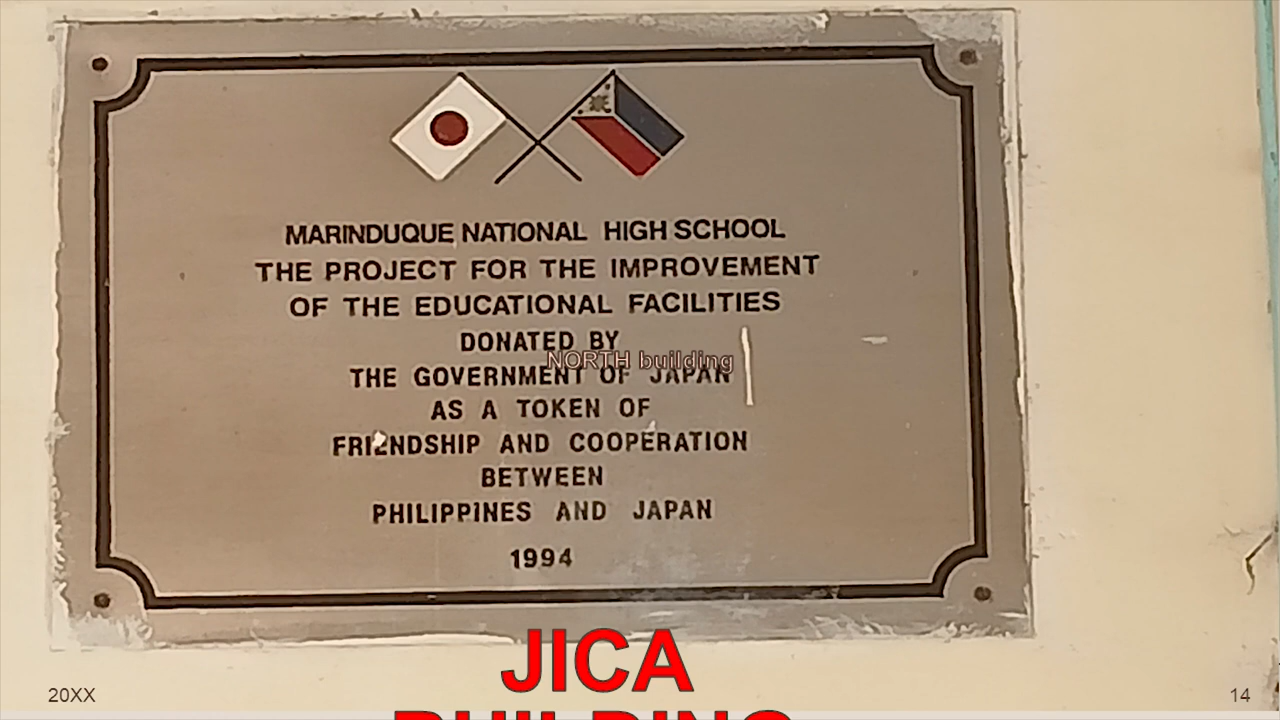 MARINDUQUE NATIONAL HIGH SCHOOL
THE PROJECT FOR THE IMPROVEMENT
OF THE EDUCATIONAL FACILITIES
DONATED BY
NORTH building
THE GOVERNMENT OF JAPAN
AS A TOKEN OF
FRIENDSHIP AND COOPERATION
BETWEEN
PHILIPPINES AND JAPAN
1994
JICA
BUILDING
20XX
14